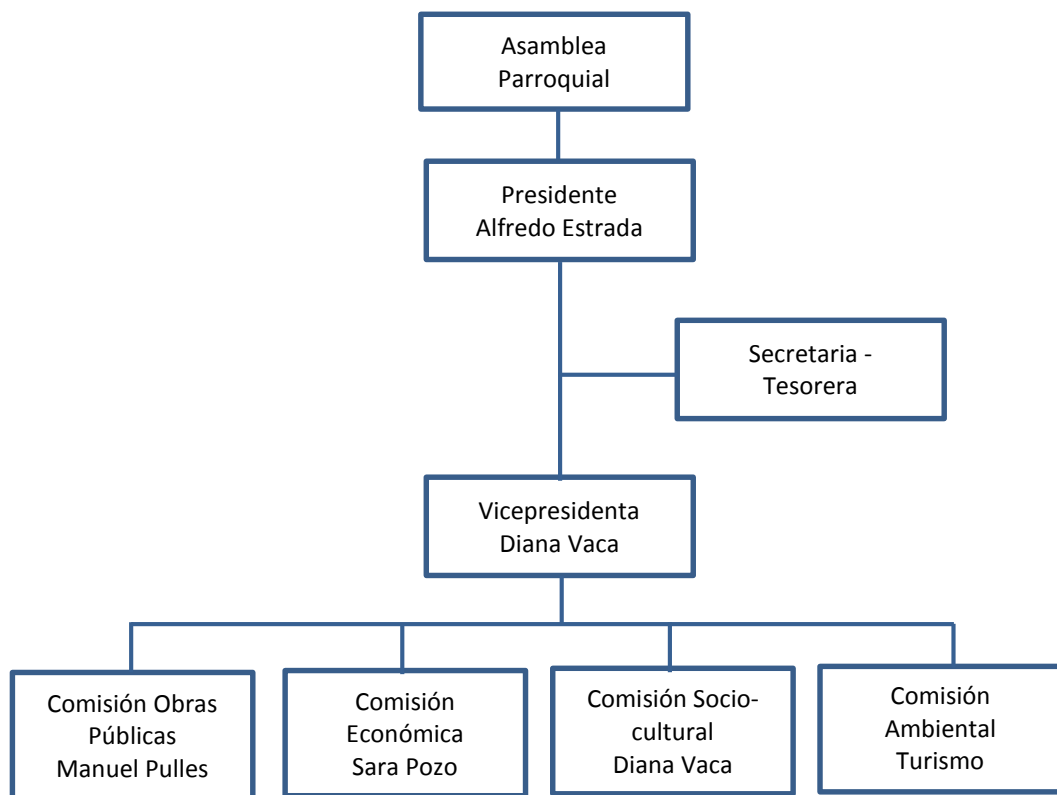 Asamblea
Parroquial
Presidente
Alfredo Estrada
Secretaria -
Tesorera
Vicepresidenta
Diana Vaca
Comisión Obras
Públicas
Manuel Pulles
Comisión
Económica
Sara Pozo
Comisión Socio-
cultural
Diana Vaca
Comisión
Ambiental
Turismo